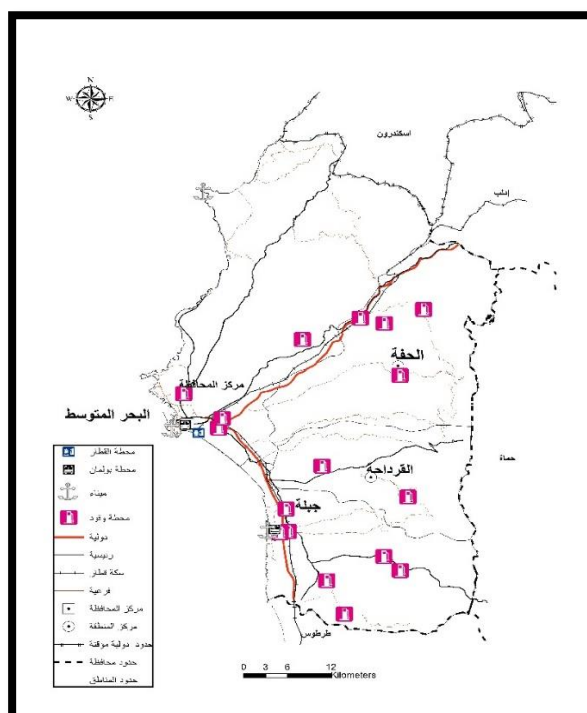 N
W E
S
اسكندرون
ادلب
الحفة
مركز المحافظة
البحر المتوسط
حماة
القرداحة
جبلة
طرطوس
محطة القطار
محطة بولمان
ميناء
محطة وقود
دولية
رئيسية
سكة قطار
فرعية
مركز المحافظة
مركز المنطقة
حدود دولية مؤقتة
حدود محافظة
حدود المناطق
0 3 6 12
Kilometers